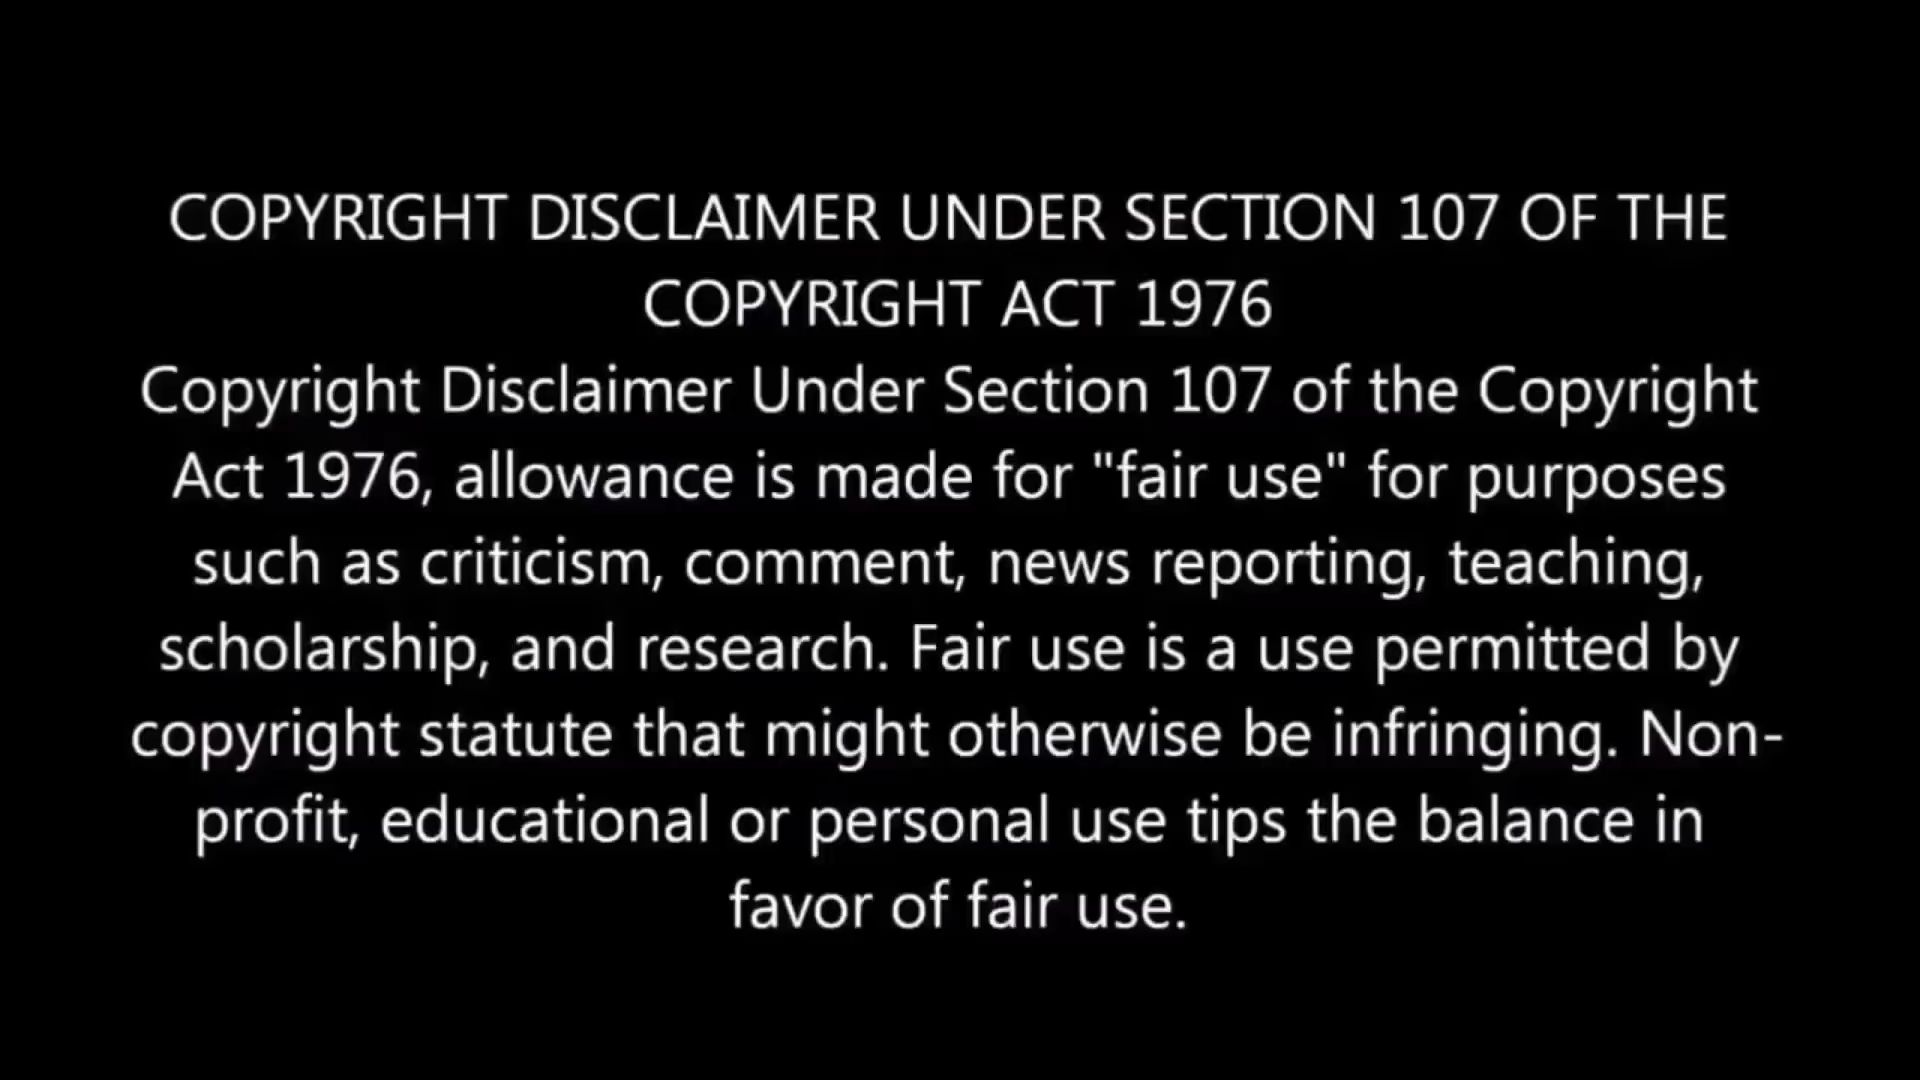 COPYRIGHT DISCLAIMER UNDER SECTION 107 OF THE
COPYRIGHT ACT 1976
Copyright Disclaimer Under Section 107 of the Copyright
Act 1976, allowance is made for "fair use" for purposes
such as criticism, comment, news reporting, teaching,
scholarship, and research. Fair use is a use permitted by
copyright statute that might otherwise be infringing. Non-
profit, educational or personal use tips the balance in
favor of fair use.